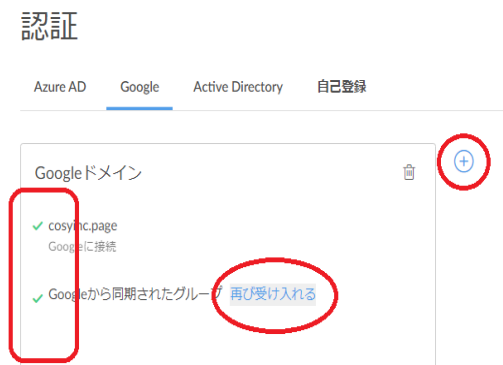 認証
Azure AD Google Active Directory 自己登録
Googleドメイン
cosyinc.page
Googleに接続
Googleから同期されたグループ 再び受け入れる